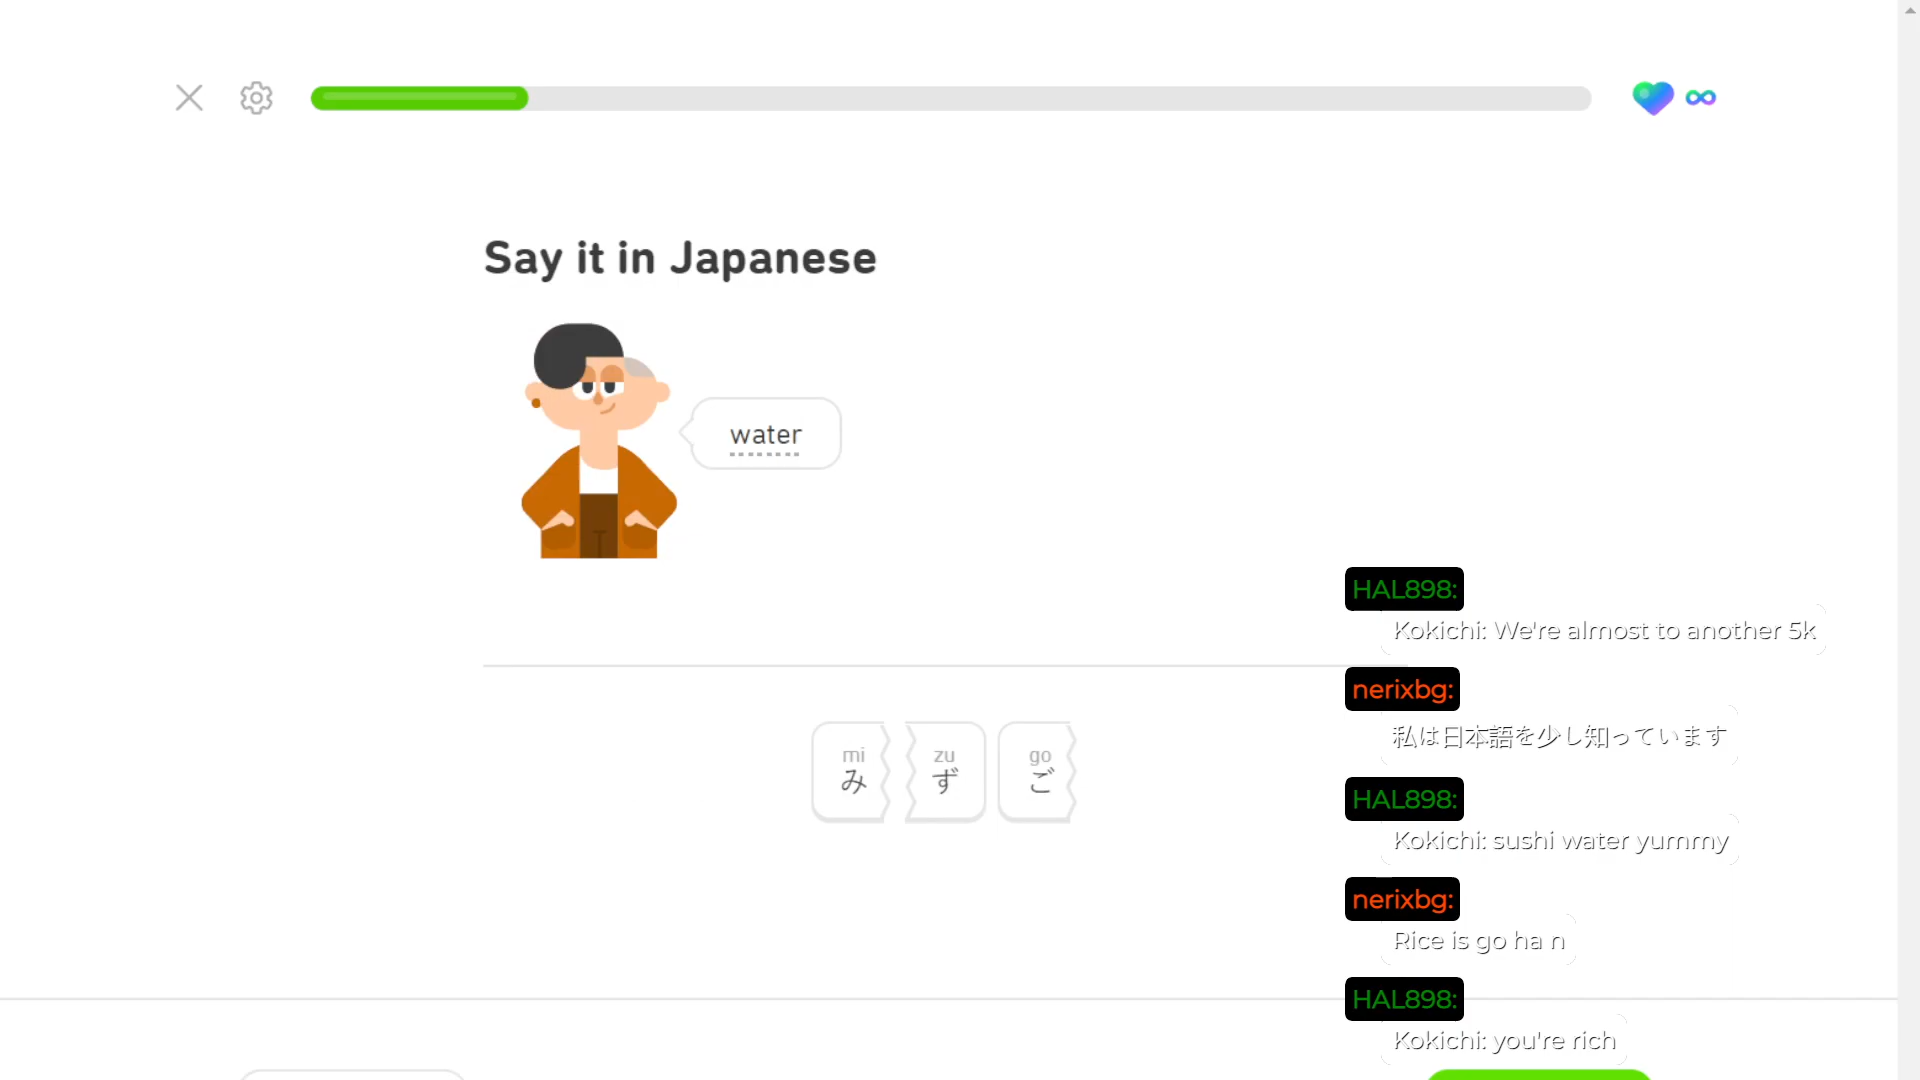 Say it in Japanese
water
mi zu go
み ず ご
HAL898:
Kokichi: We're almost to another 5k
nerixbg:
私は日本語を少し知っています
HAL898:
Kokichi: sushi water yummy
nerixbg:
Rice is go ha n
HAL898:
Kokichi: you're rich